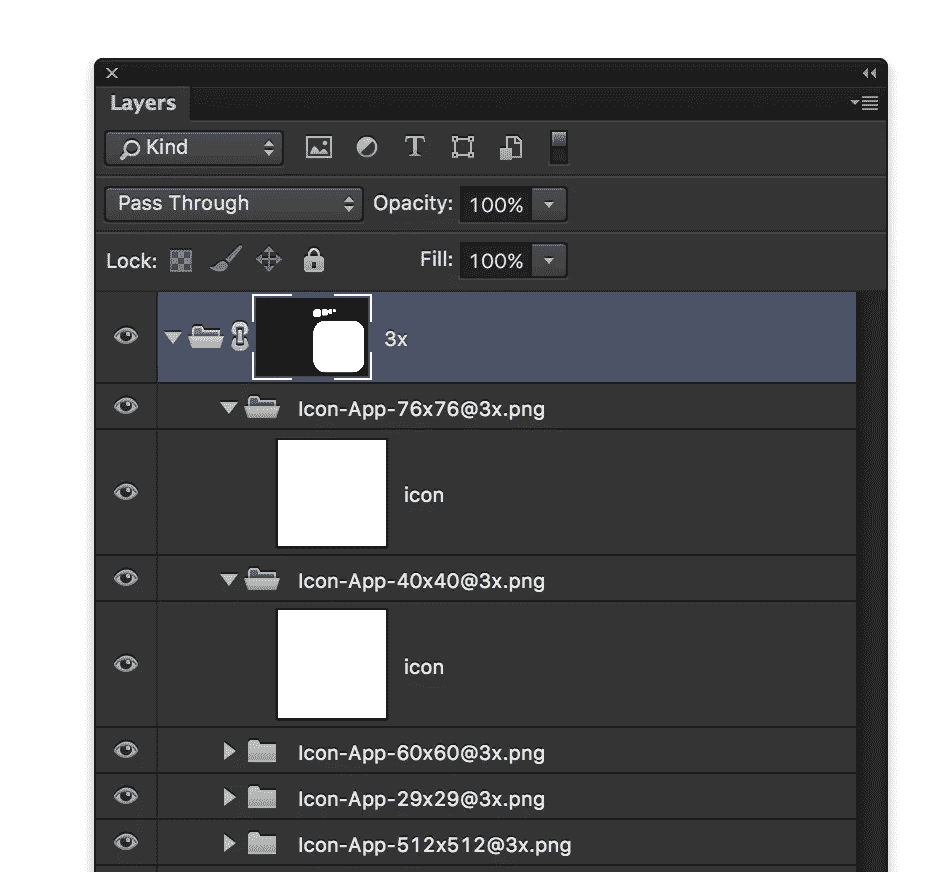 Layers
Kind
Pass Through Opacity: 100%
Lock: Fill: 100%
3x
Icon-App-76x76@3x.png
icon
Icon-App-40x40@3x.png
icon
Icon-App-60x60@3x.png
Icon-App-29x29@3x.png
Icon-App-512x512@3x.png